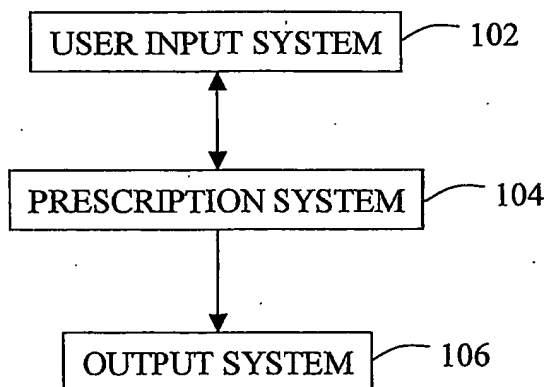 USER INPUT SYSTEM 102
PRESCRIPTION SYSTEM 104
OUTPUT SYSTEM 106